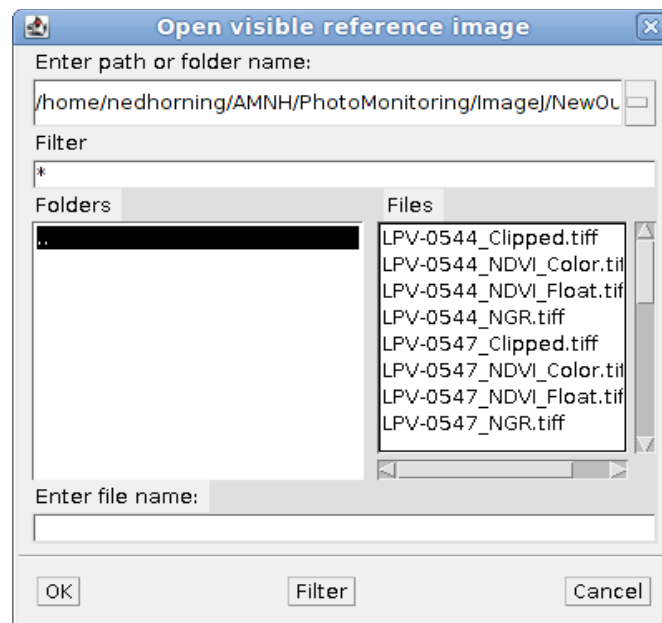 Open visible reference image
Enter path or folder name:
/home/nedhorning/AMNH/PhotoMonitoring/ImageJ/NewOu
Filter
*
Folders
Files
..
LPV-0544_Clipped.tiff
LPV-0544_NDVI_Color.tif
LPV-0544_NDVI_Float.tif
LPV-0544_NGR.tiff
LPV-0547_Clipped.tiff
LPV-0547_NDVI_Color.tif
LPV-0547_NDVI_Float.tif
LPV-0547_NGR.tiff
Enter file name:
OK
Filter
Cancel